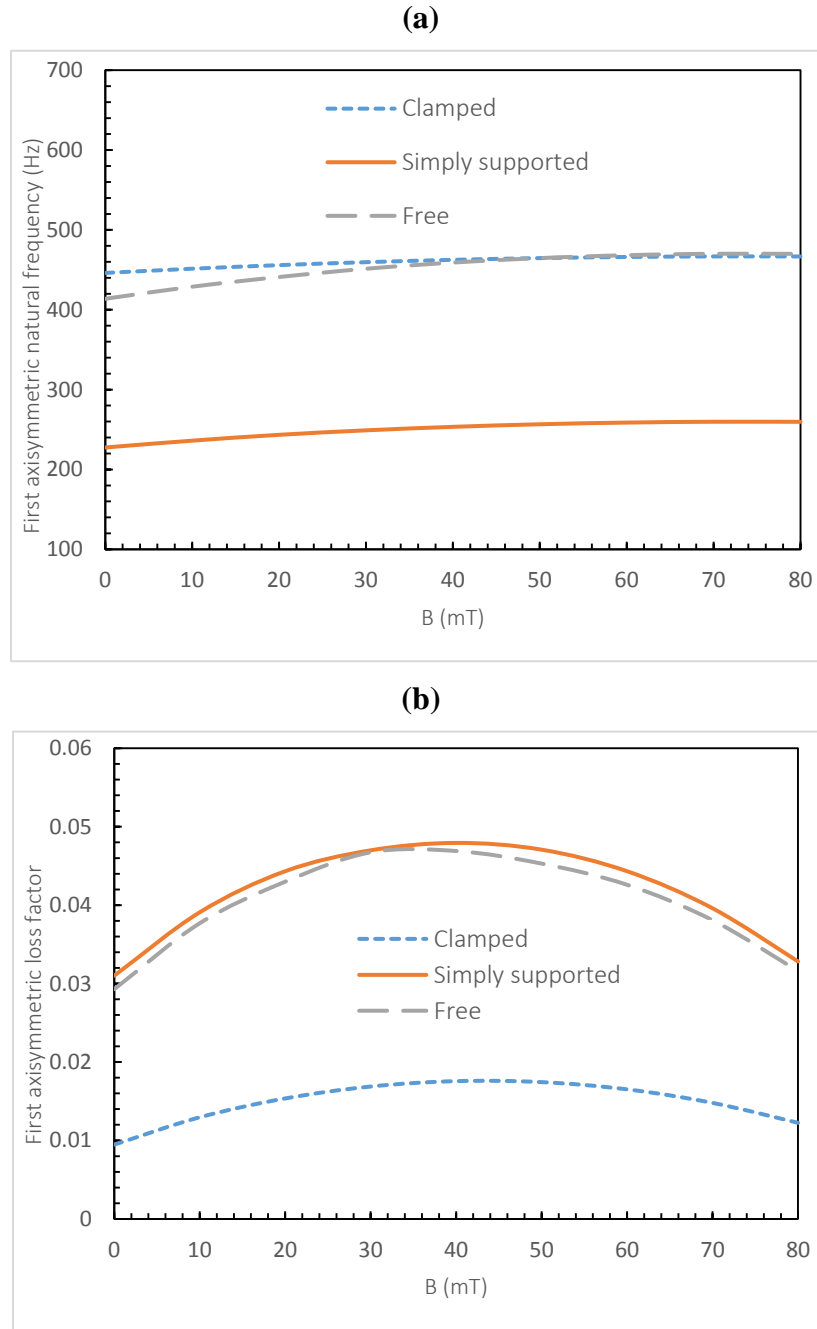 (a)
First axisymmetric natural frequency (Hz)
700
600
500
400
300
200
100
Clamped
Simply supported
Free
0 10 20 30 40 50 60 70 80
B (mT)
(b)
First axisymmetric loss factor
0.06
0.05
0.04
0.03
0.02
0.01
0
Clamped
Simply supported
Free
0 10 20 30 40 50 60 70 80
B (mT)